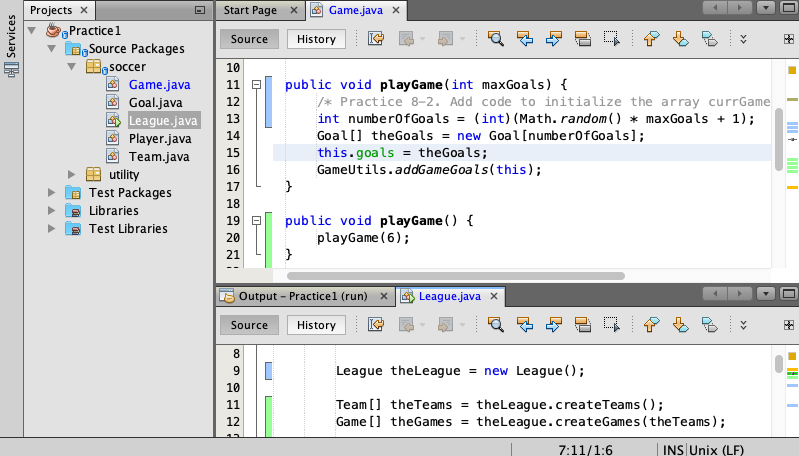 Services
Projects
Practice1
Source Packages
soccer
Game.java
Goal.java
League.java
Player.java
Team.java
utility
Test Packages
Libraries
Test Libraries
Start Page Game.java
Source History
10
11 public void playGame(int maxGoals) {
12 /* Practice 8-2. Add code to initialize the array currGame
13 int numberOfGoals = (int)(Math.random() * maxGoals + 1);
14 Goal[] theGoals = new Goal[numberOfGoals];
15 this.goals = theGoals;
16 GameUtils.addGameGoals(this);
17 }
18
19 public void playGame() {
20 playGame(6);
21 }
Output - Practice1 (run) League.java
Source History
8
9 League theLeague = new League();
10
11 Team[] theTeams = theLeague.createTeams();
12 Game[] theGames = theLeague.createGames(theTeams);
7:11/1:6 INS Unix (LF)